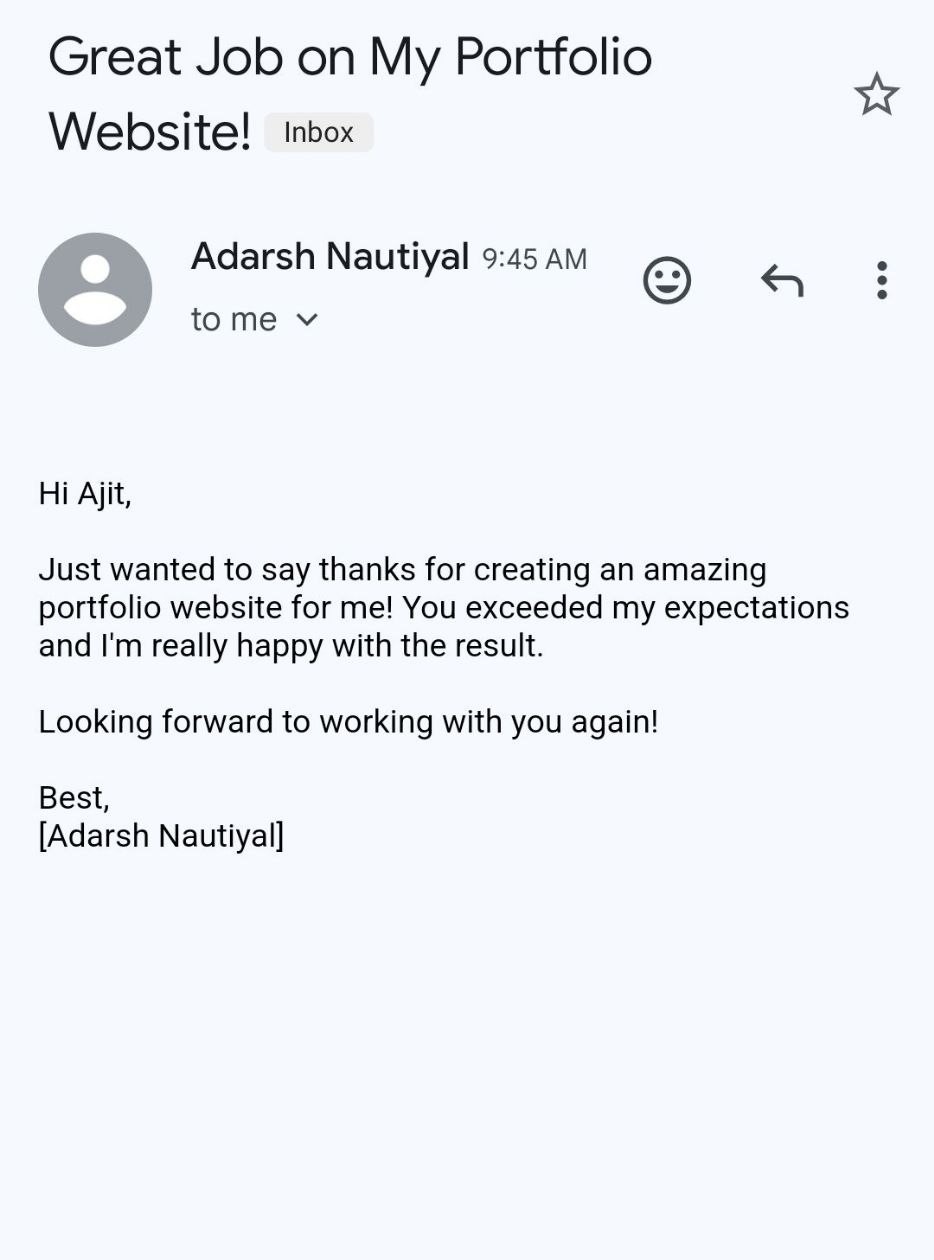 Great Job on My Portfolio
Website! Inbox
Adarsh Nautiyal 9:45 AM
to me
Hi Ajit,
Just wanted to say thanks for creating an amazing
portfolio website for me! You exceeded my expectations
and I'm really happy with the result.
Looking forward to working with you again!
Best,
[Adarsh Nautiyal]